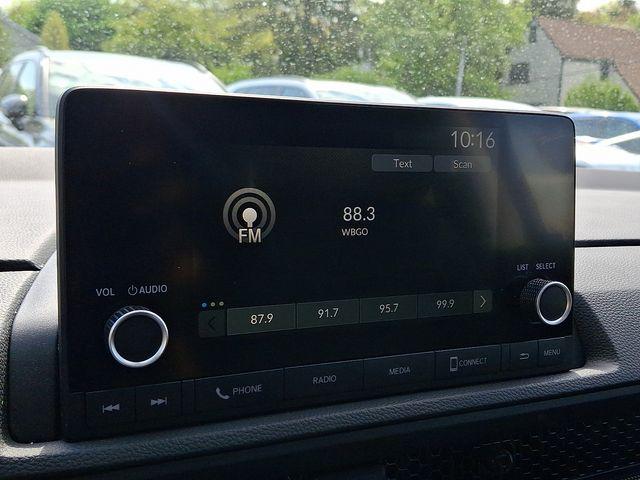 10:16
Text Scan
FM
88.3
WBGO
LIST SELECT
VOL AUDIO
87.9 91.7 95.7 99.9
PHONE RADIO MEDIA CONNECT MENU